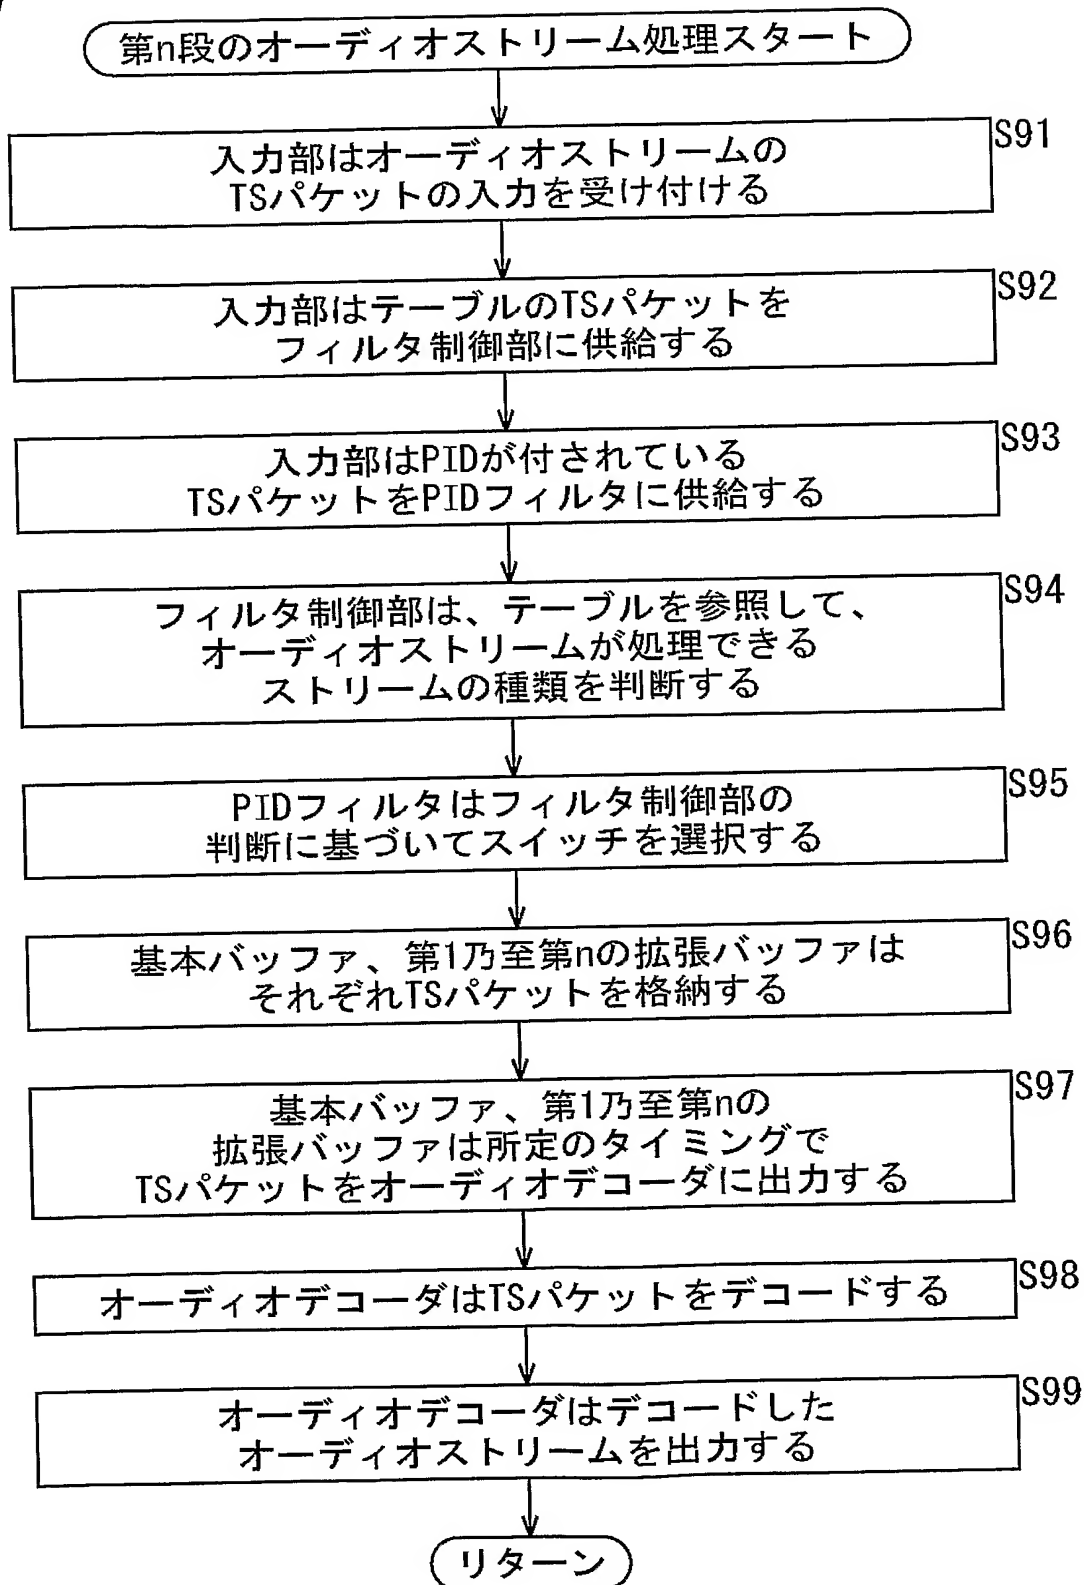 第n段のオーディオストリーム処理スタート
S91
入力部はオーディオストリームの
TSパケットの入力を受け付ける
S92
入力部はテーブルのTSパケットを
フィルタ制御部に供給する
S93
入力部はPIDが付されている
TSパケットをPIDフィルタに供給する
S94
フィルタ制御部は、テーブルを参照して、
オーディオストリームが処理できる
ストリームの種類を判断する
S95
PIDフィルタはフィルタ制御部の
判断に基づいてスイッチを選択する
S96
基本バッファ、第1乃至第nの拡張バッファは
それぞれTSパケットを格納する
S97
基本バッファ、第1乃至第nの
拡張バッファは所定のタイミングで
TSパケットをオーディオデコーダに出力する
S98
オーディオデコーダはTSパケットをデコードする
S99
オーディオデコーダはデコードした
オーディオストリームを出力する
リターン